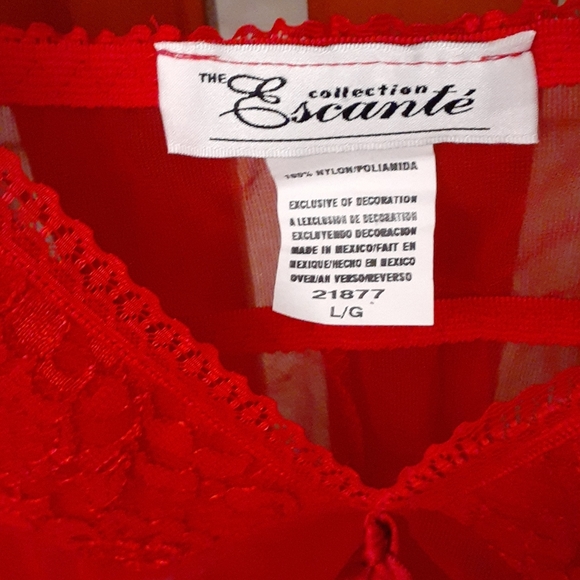 THE Escanté collection
100% NYLON/POLIAMIDA
EXCLUSIVE OF DECORATION
A LEXCLUSION DE DECORATION
EXCLUYENDO DECORACION
MADE IN MEXICO/FAIT EN
MEXIQUE/HECHO EN MEXICO
OVER/AN VERSO/REVERSO
21877
L/G